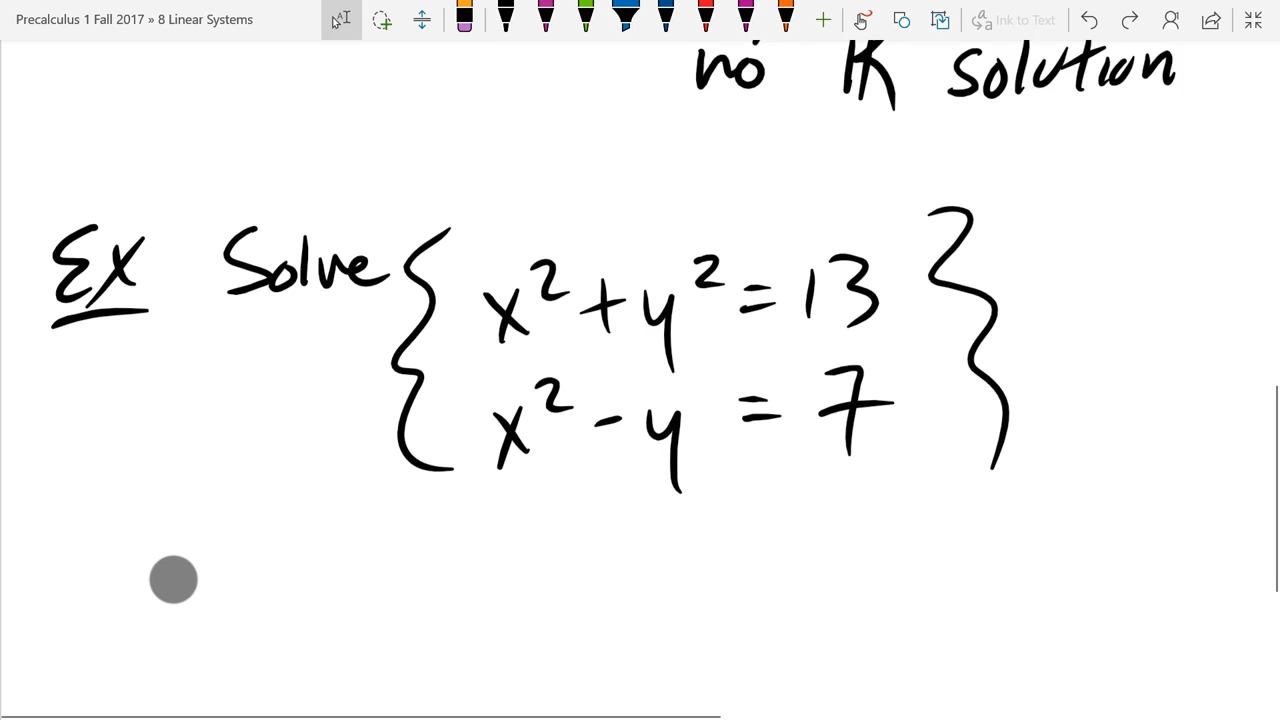 Precalculus 1 Fall 2017 » 8 Linear Systems
Ink to Text
no ℝ solution
Ex Solve { x² + y² = 13 }
x² - y = 7